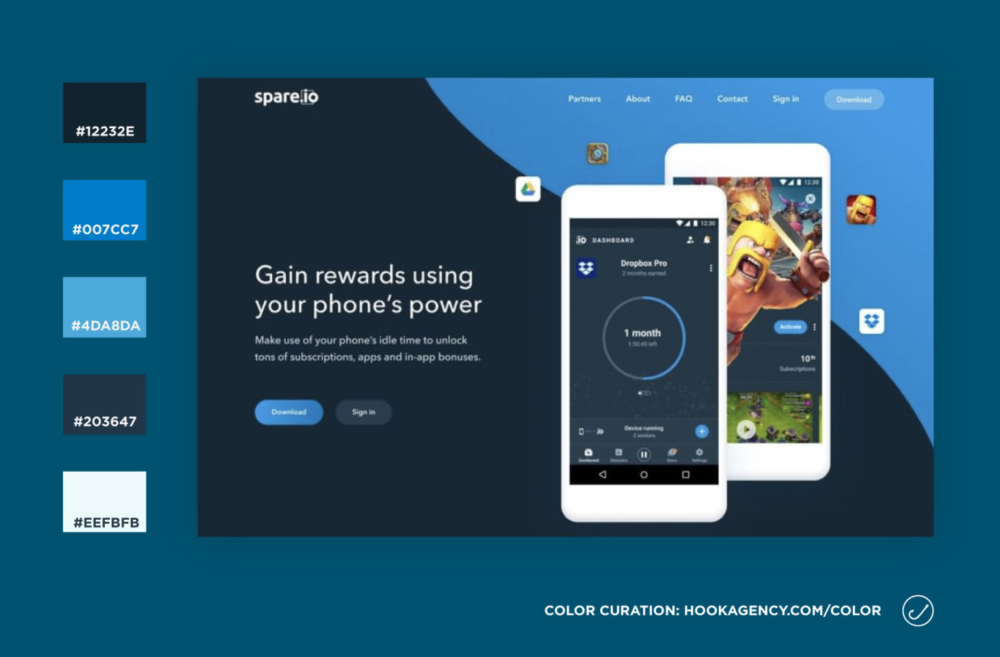 #12232E
#007CC7
#4DA8DA
#203647
#EEFBFB
spare.io
Partners About FAQ Contact Sign in Download
Gain rewards using
your phone's power
Make use of your phone's idle time to unlock
tons of subscriptions, apps and in-app bonuses.
Download Sign in
12:30
.io DASHBOARD
Dropbox Pro
2 months earned
1 month
1:50:40 left
.io
Device running
2 workers
Dashboard Statistics Store Settings
12:30
Activate
10th
Subscriptions
COLOR CURATION: HOOKAGENCY.COM/COLOR